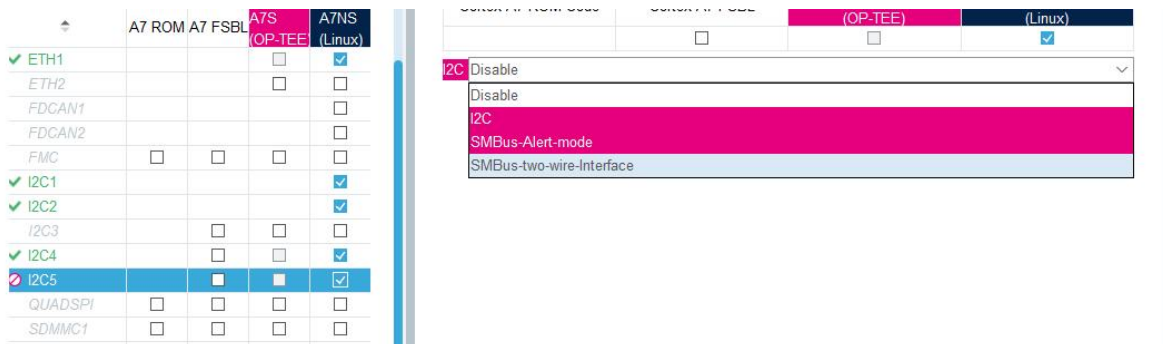 A7 ROM A7 FSBL A7S (OP-TEE) A7NS (Linux)
ETH1
ETH2
FDCAN1
FDCAN2
FMC
I2C1
I2C2
I2C3
I2C4
I2C5
QUADSPI
SDMMC1
(OP-TEE) (Linux)
I2C Disable
Disable
I2C
SMBus-Alert-mode
SMBus-two-wire-Interface